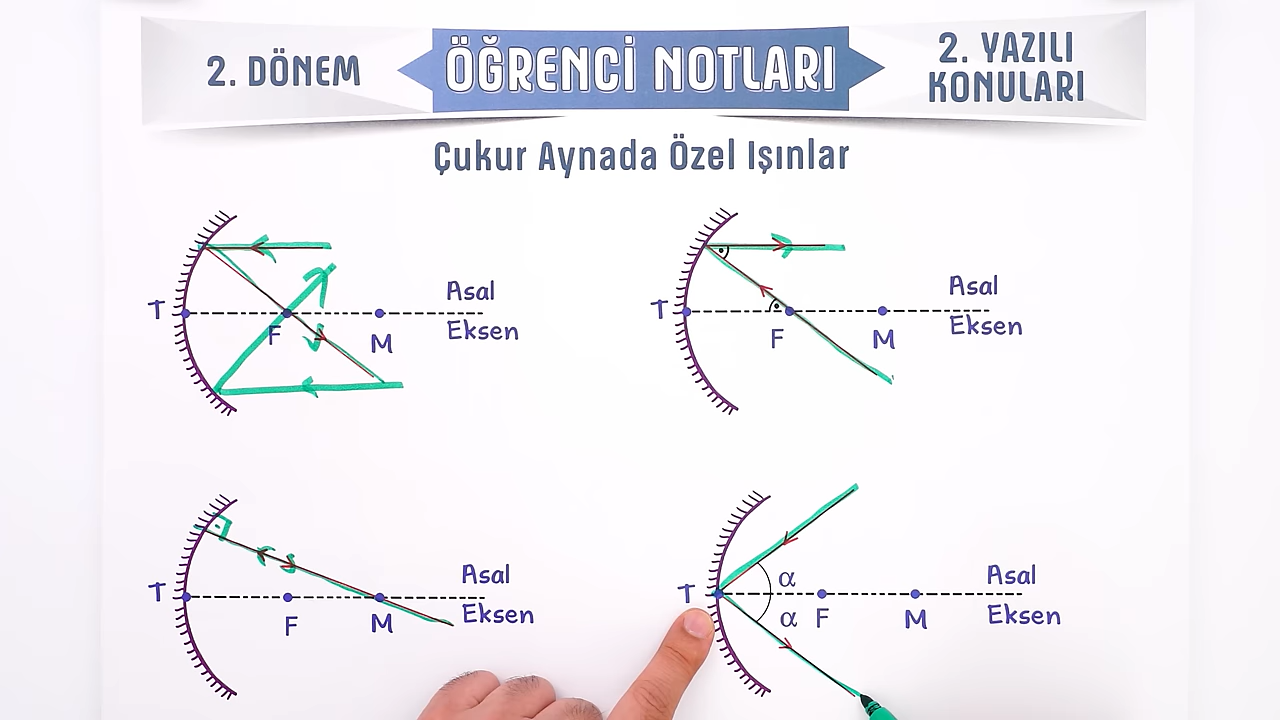 2. DÖNEM
ÖĞRENCİ NOTLARI
2. YAZILI
KONULARI
Çukur Aynada Özel Işınlar
T
F
M
Asal
Eksen
T
F
M
Asal
Eksen
T
F
M
Asal
Eksen
T
α
α
F
M
Asal
Eksen